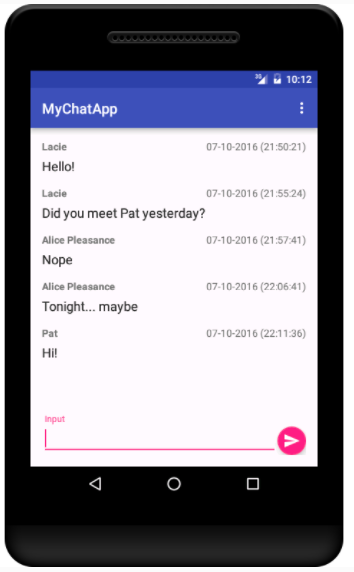 3G 10:12
MyChatApp
Lacie 07-10-2016 (21:50:21)
Hello!
Lacie 07-10-2016 (21:55:24)
Did you meet Pat yesterday?
Alice Pleasance 07-10-2016 (21:57:41)
Nope
Alice Pleasance 07-10-2016 (22:06:41)
Tonight... maybe
Pat 07-10-2016 (22:11:36)
Hi!
Input